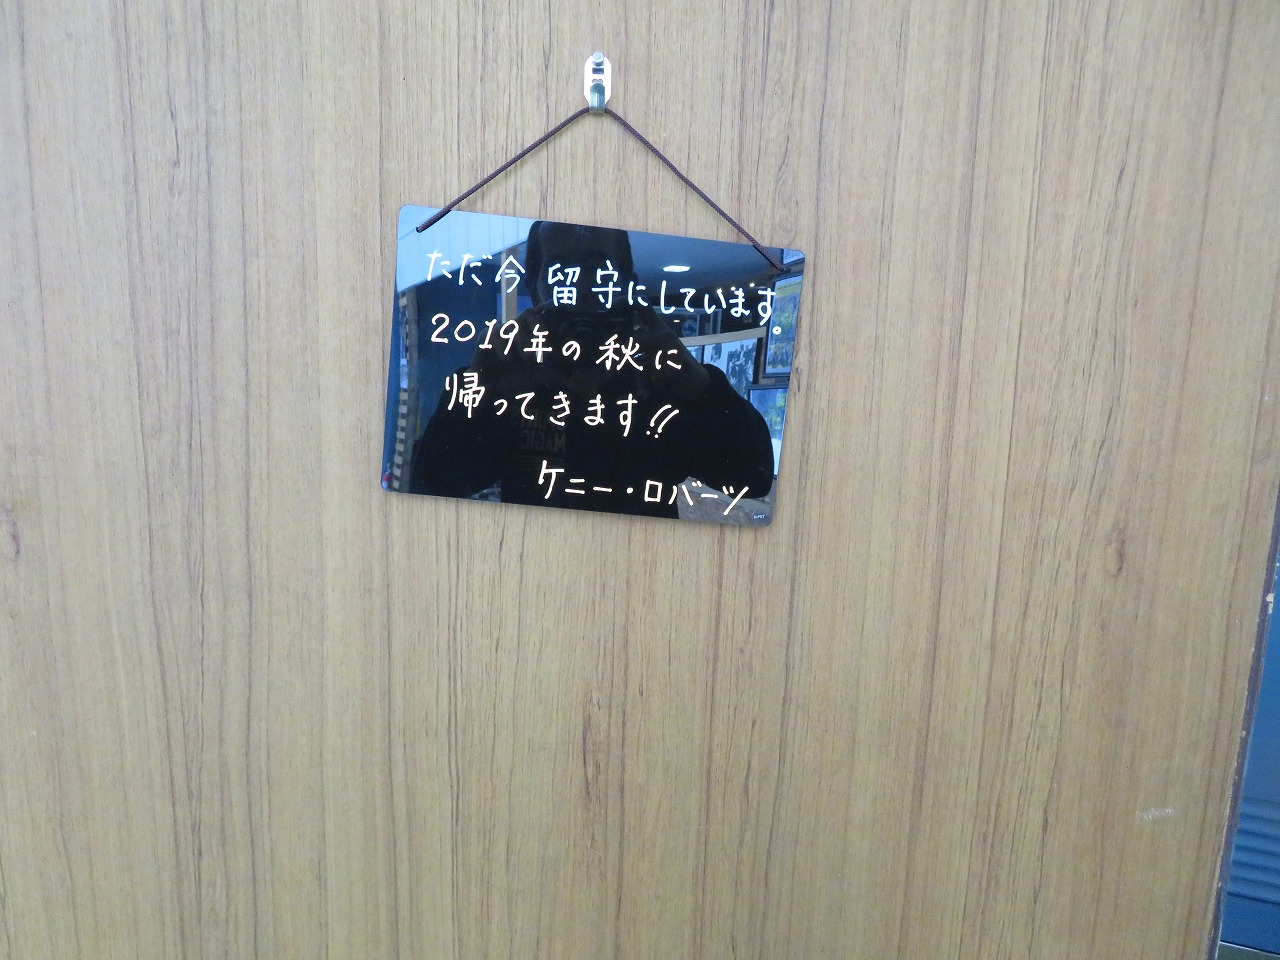 ただ今 留守にしています。
2019年の 秋に
帰ってきます!!
ケニー・ロバーツ